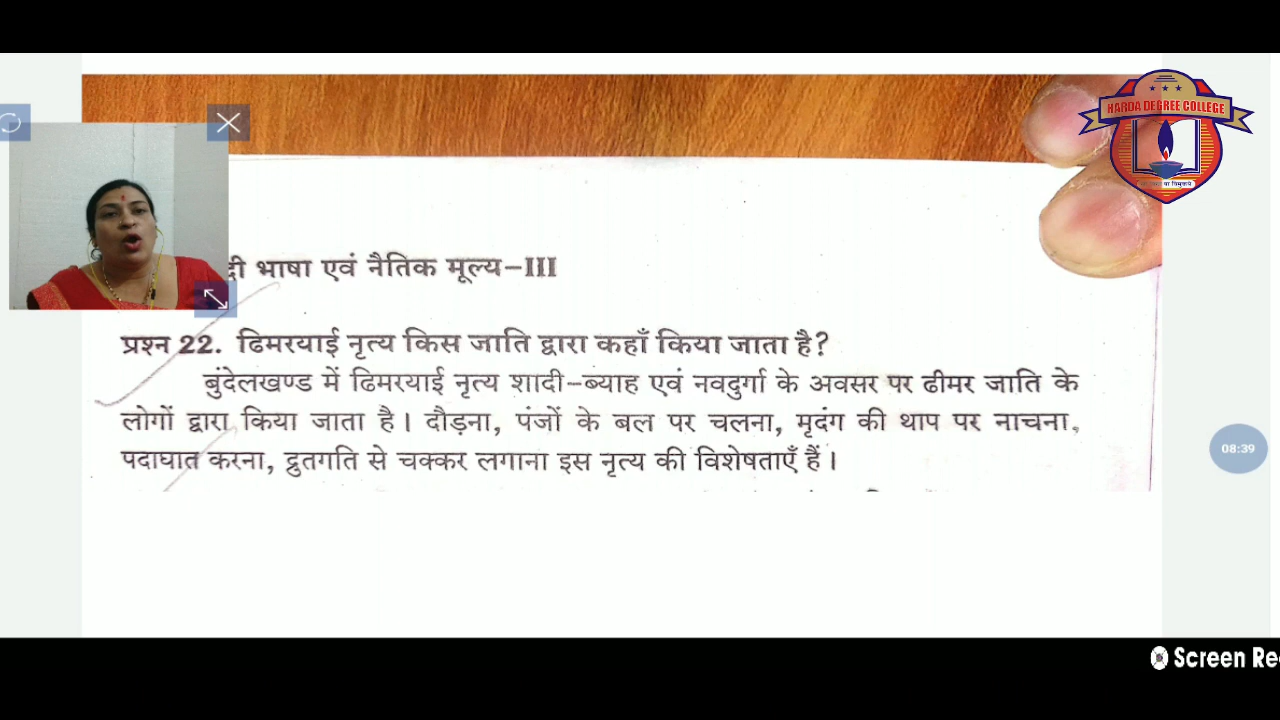 HARDA DEGREE COLLEGE
दी भाषा एवं नैतिक मूल्य–III
प्रश्न 22. ढिमरयाई नृत्य किस जाति द्वारा कहाँ किया जाता है?
बुंदेलखण्ड में ढिमरयाई नृत्य शादी-ब्याह एवं नवदुर्गा के अवसर पर ढीमर जाति के
लोगों द्वारा किया जाता है। दौड़ना, पंजों के बल पर चलना, मृदंग की थाप पर नाचना,
पदाघात करना, द्रुतगति से चक्कर लगाना इस नृत्य की विशेषताएँ हैं।
08:39
Screen Re